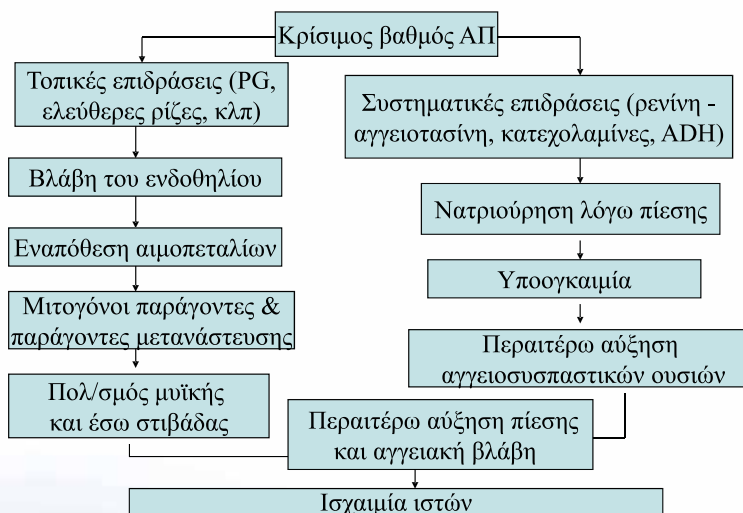 Κρίσιμος βαθμός ΑΠ
Τοπικές επιδράσεις (PG,
ελεύθερες ρίζες, κλπ)
Βλάβη του ενδοθηλίου
Εναπόθεση αιμοπεταλίων
Μιτογόνοι παράγοντες &
παράγοντες μετανάστευσης
Πολ/σμός μυϊκής
και έσω στιβάδας
Συστηματικές επιδράσεις (ρενίνη -
αγγειοτασίνη, κατεχολαμίνες, ADH)
Νατριούρηση λόγω πίεσης
Υποογκαιμία
Περαιτέρω αύξηση
αγγειοσυσπαστικών ουσιών
Περαιτέρω αύξηση πίεσης
και αγγειακή βλάβη
Ισχαιμία ιστών